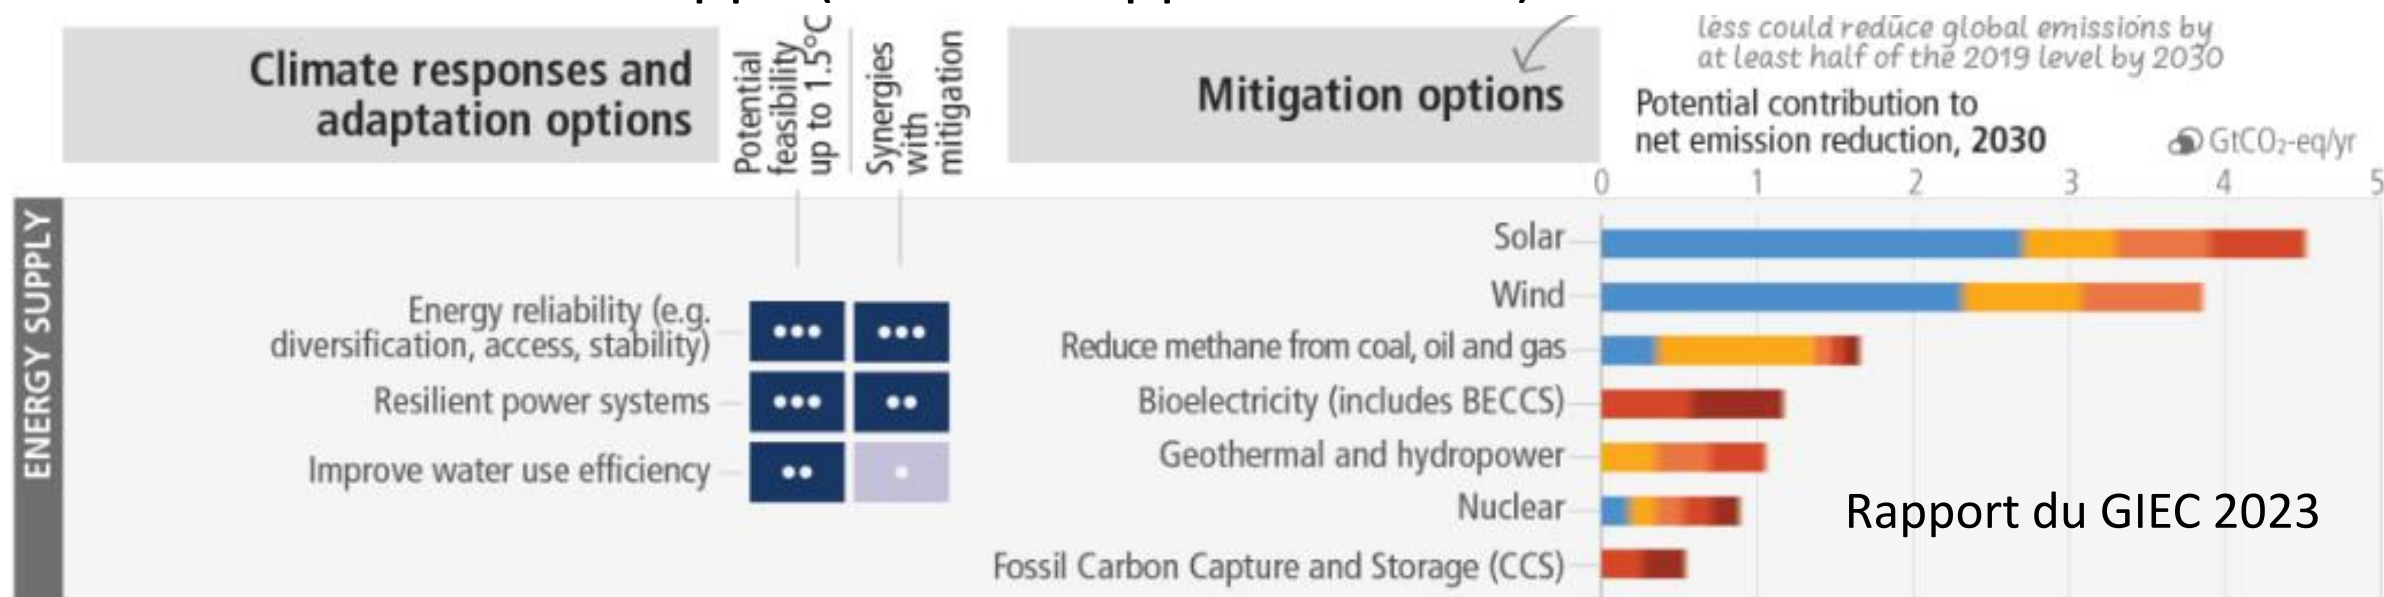 less could reduce global emissions by
at least half of the 2019 level by 2030
Climate responses and
adaptation options
Potential
feasibility
up to 1.5°C
Synergies
with
mitigation
Mitigation options
Potential contribution to
net emission reduction, 2030
GtCO₂-eq/yr
0 1 2 3 4 5
ENERGY SUPPLY
Energy reliability (e.g.
diversification, access, stability)
Resilient power systems
Improve water use efficiency
Solar
Wind
Reduce methane from coal, oil and gas
Bioelectricity (includes BECCS)
Geothermal and hydropower
Nuclear
Fossil Carbon Capture and Storage (CCS)
Rapport du GIEC 2023